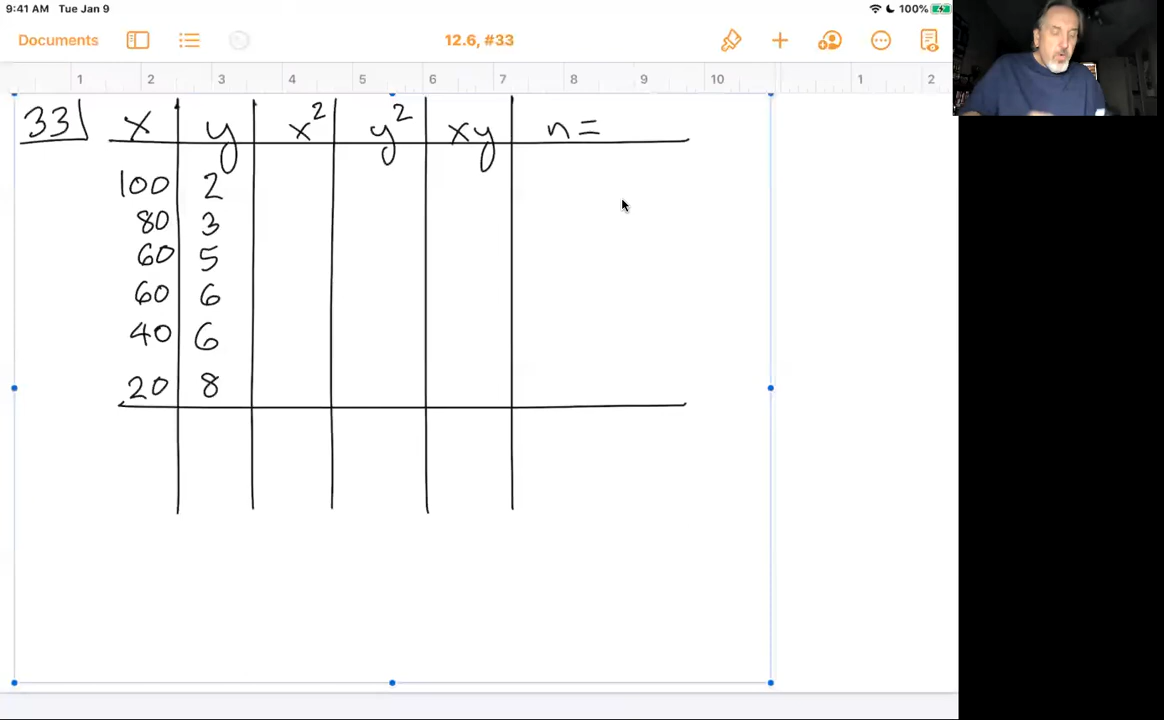 9:41 AM Tue Jan 9
100%
Documents
12.6, #33
1 2 3 4 5 6 7 8 9 10 1 2
33 x y x² y² xy n =
100 2
80 3
60 5
60 6
40 6
20 8